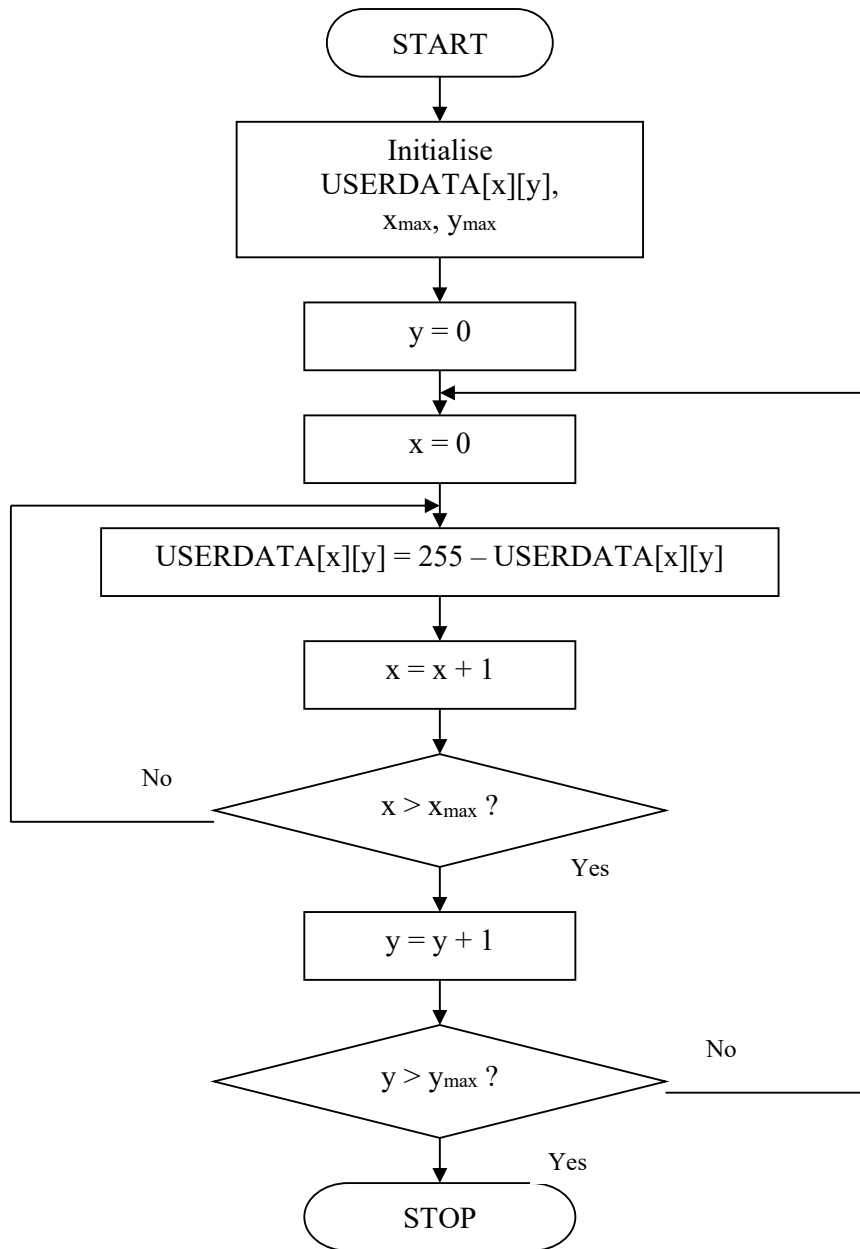 START
Initialise
USERDATA[x][y],
xmax, ymax
y = 0
x = 0
USERDATA[x][y] = 255 – USERDATA[x][y]
x = x + 1
No
x > xmax ?
Yes
y = y + 1
No
y > ymax ?
Yes
STOP